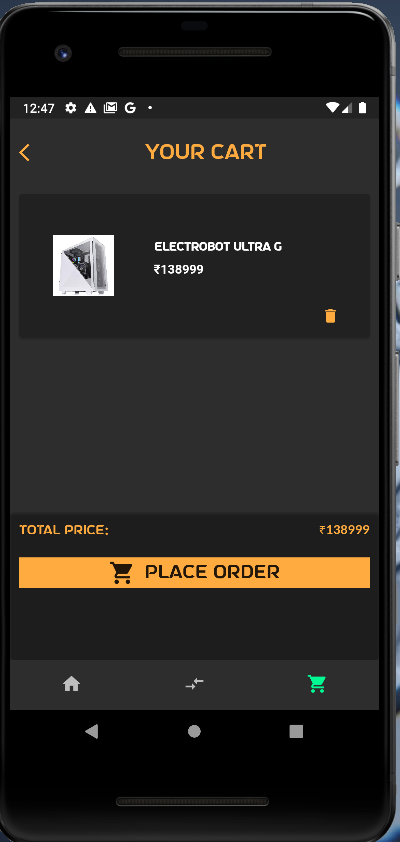 12:47
YOUR CART
ELECTROBOT ULTRA G
₹138999
TOTAL PRICE: ₹138999
PLACE ORDER